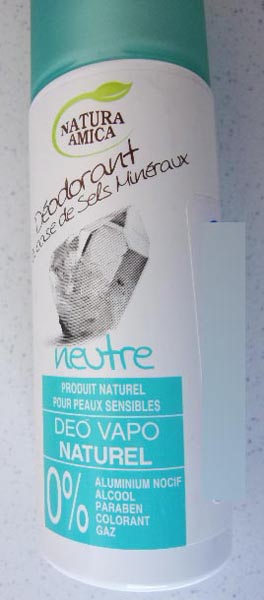 NATURA
AMICA
Déodorant
à base de Sels Minéraux
neutre
PRODUIT NATUREL
POUR PEAUX SENSIBLES
DEO VAPO
NATUREL
0%
ALUMINIUM NOCIF
ALCOOL
PARABEN
COLORANT
GAZ